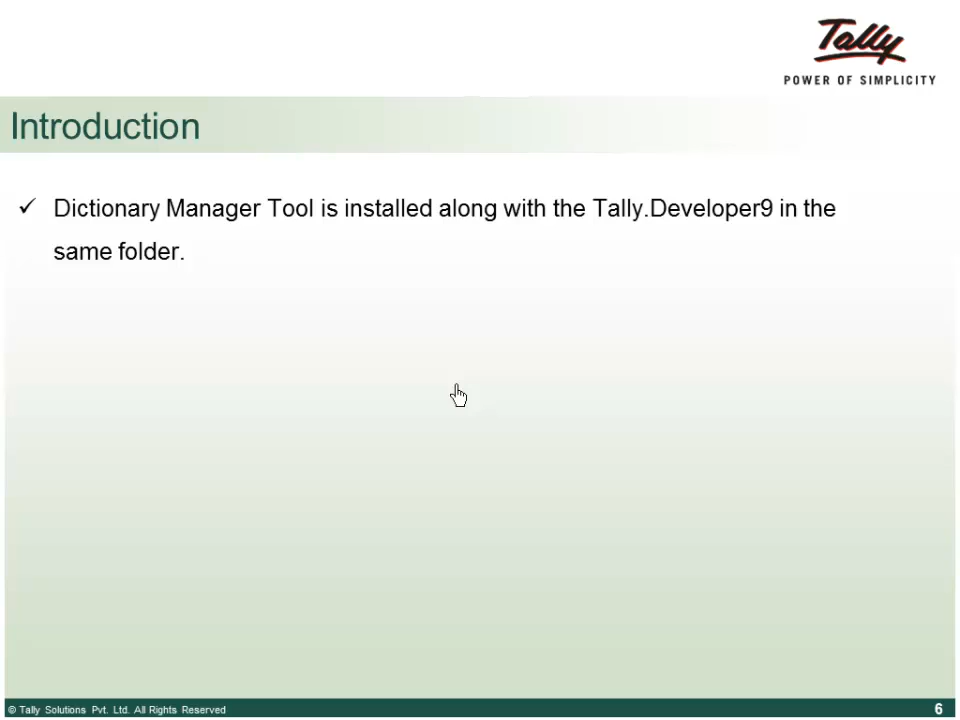 Tally
POWER OF SIMPLICITY
Introduction
✓ Dictionary Manager Tool is installed along with the Tally.Developer9 in the
same folder.
© Tally Solutions Pvt. Ltd. All Rights Reserved
6